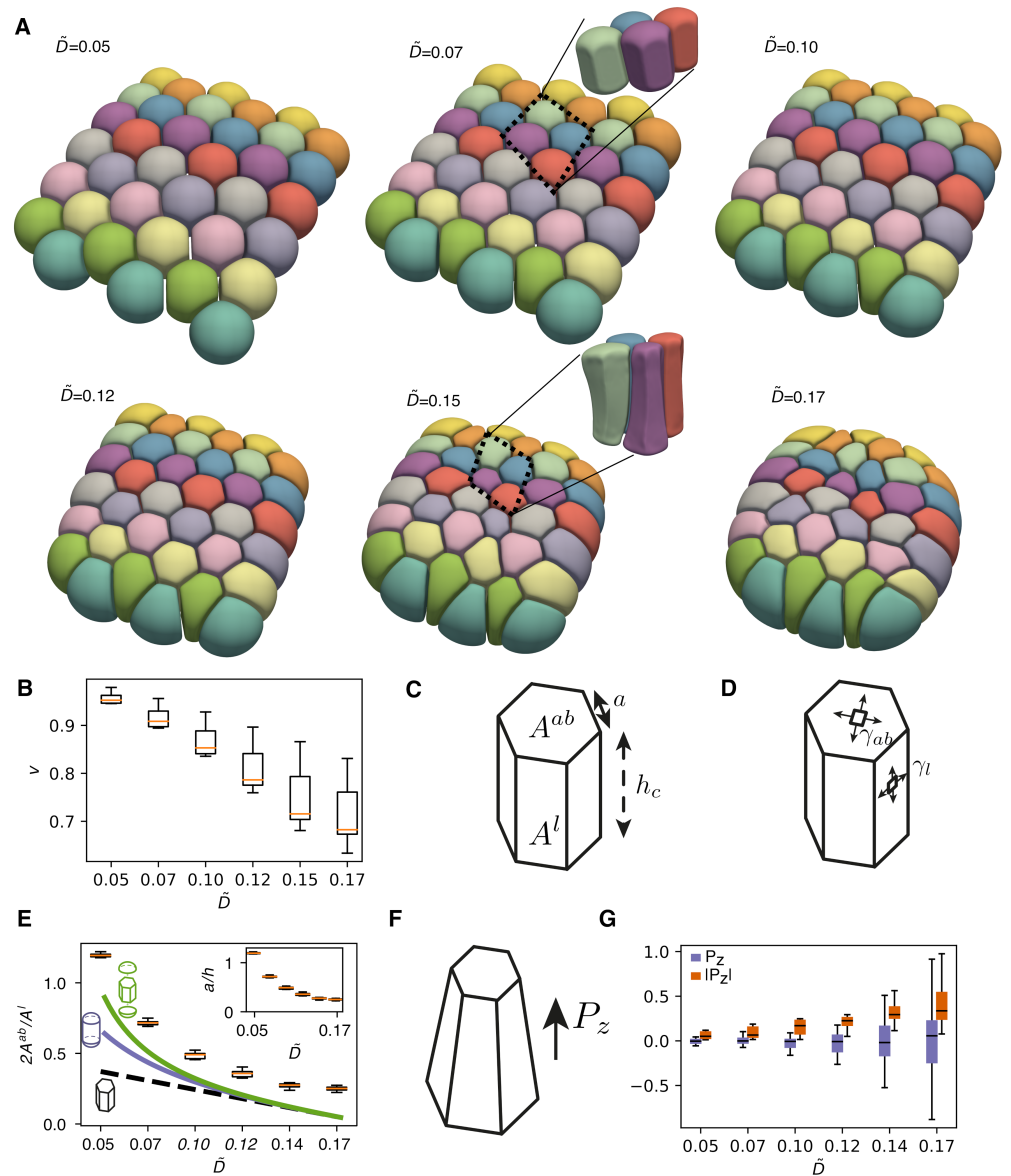 A
D̃=0.05
D̃=0.07
D̃=0.10
D̃=0.12
D̃=0.15
D̃=0.17
B
v
0.9
0.8
0.7
0.05 0.07 0.10 0.12 0.15 0.17
D̃
C
A^{ab}
a
h_c
A^l
D
γ_{ab}
γ_l
E
2A^{ab}/A^l
1.0
0.5
0.0
0.05 0.07 0.10 0.12 0.14 0.17
D̃
a/h
1
0
0.05 0.17
D̃
F
P_z
G
Pz
|Pz|
1.0
0.5
0.0
−0.5
0.05 0.07 0.10 0.12 0.14 0.17
D̃